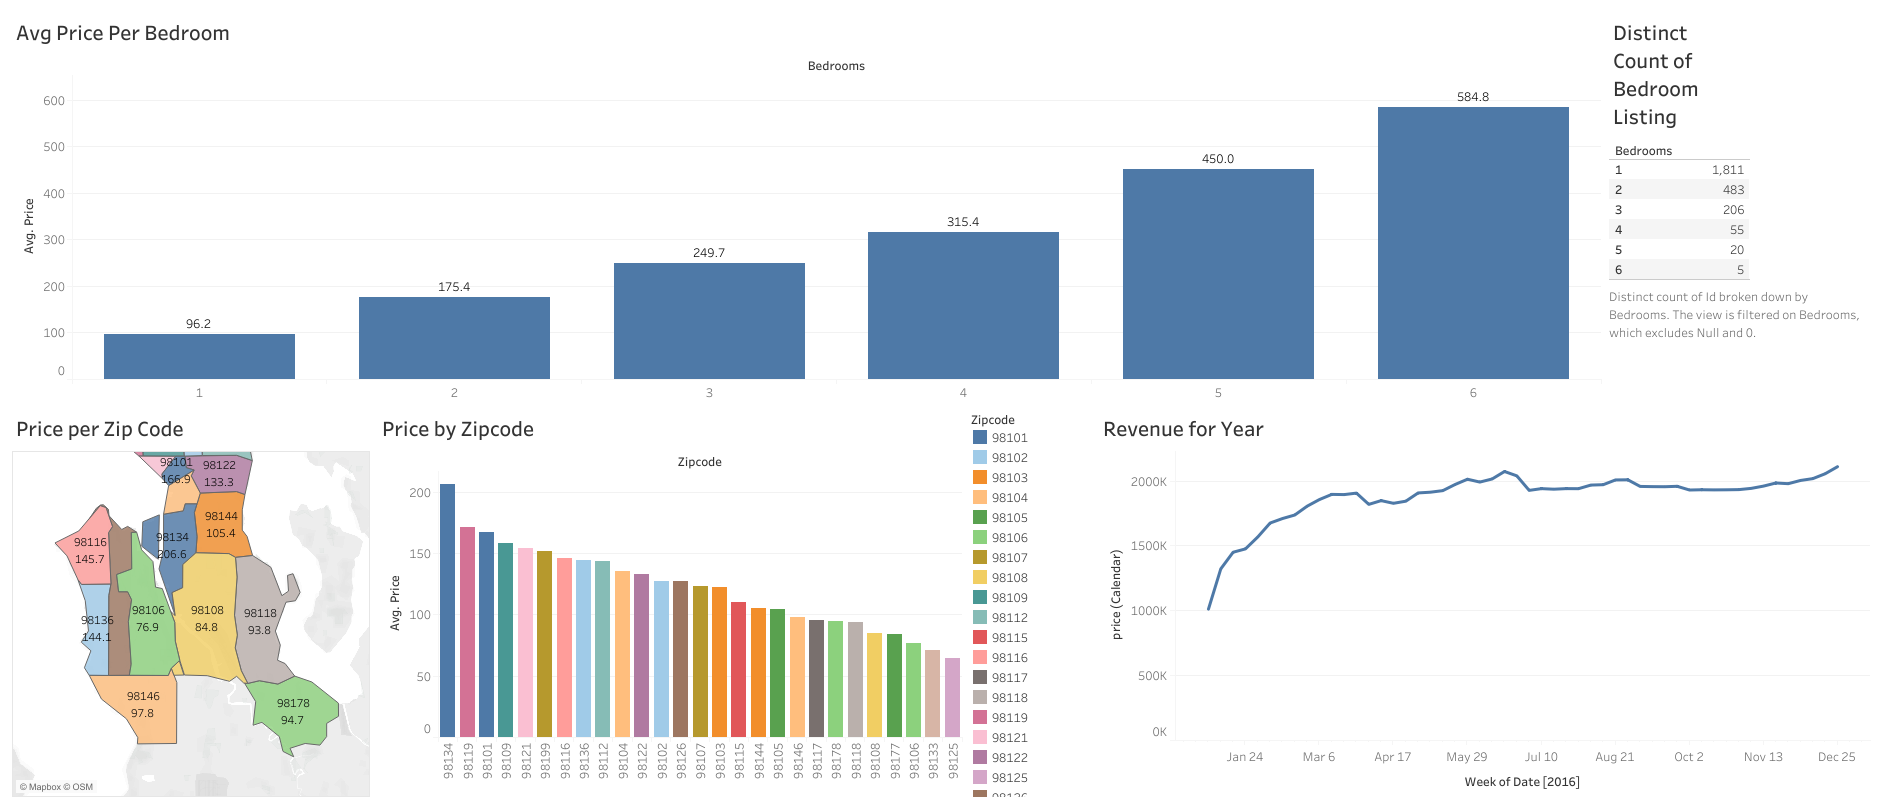 Avg Price Per Bedroom
Bedrooms
Avg. Price
600
500
400
300
200
100
0
96.2
175.4
249.7
315.4
450.0
584.8
1
2
3
4
5
6
Distinct
Count of
Bedroom
Listing
Bedrooms
1 1,811
2 483
3 206
4 55
5 20
6 5
Distinct count of Id broken down by
Bedrooms. The view is filtered on Bedrooms,
which excludes Null and 0.
Price per Zip Code
98101
166.9
98122
133.3
98144
105.4
98134
206.6
98116
145.7
98136
144.1
98106
76.9
98108
84.8
98118
93.8
98146
97.8
98178
94.7
© Mapbox © OSM
Price by Zipcode
Zipcode
Avg. Price
200
150
100
50
0
98134
98119
98101
98109
98121
98199
98116
98136
98112
98104
98122
98102
98126
98107
98103
98115
98144
98105
98146
98117
98178
98118
98108
98177
98106
98133
98125
Zipcode
98101
98102
98103
98104
98105
98106
98107
98108
98109
98112
98115
98116
98117
98118
98119
98121
98122
98125
98126
Revenue for Year
price (Calendar)
2000K
1500K
1000K
500K
0K
Jan 24
Mar 6
Apr 17
May 29
Jul 10
Aug 21
Oct 2
Nov 13
Dec 25
Week of Date [2016]